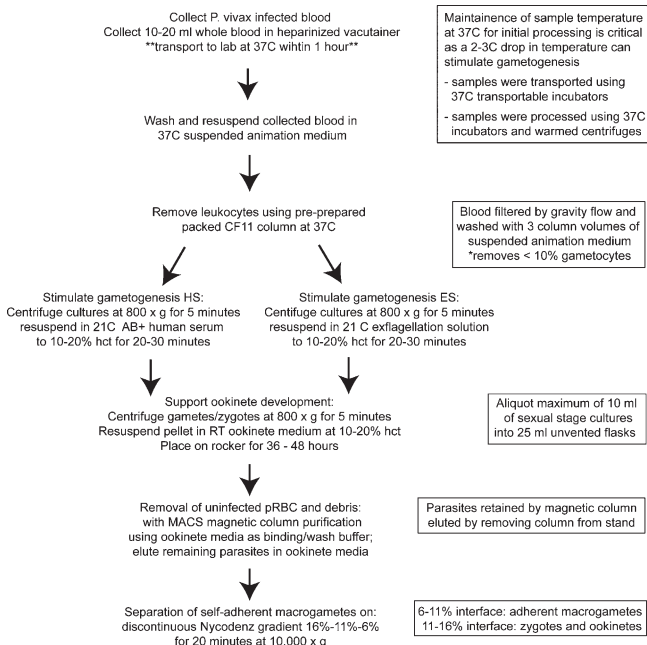 Collect P. vivax infected blood
Collect 10-20 ml whole blood in heparinized vacutainer
**transport to lab at 37C wihtin 1 hour**
Maintainence of sample temperature
at 37C for initial processing is critical
as a 2-3C drop in temperature can
stimulate gametogenesis
- samples were transported using
37C transportable incubators
- samples were processed using 37C
incubators and warmed centrifuges
Wash and resuspend collected blood in
37C suspended animation medium
Remove leukocytes using pre-prepared
packed CF11 column at 37C
Blood filtered by gravity flow and
washed with 3 column volumes of
suspended animation medium
*removes < 10% gametocytes
Stimulate gametogenesis HS:
Centrifuge cultures at 800 x g for 5 minutes
resuspend in 21C AB+ human serum
to 10-20% hct for 20-30 minutes
Stimulate gametogenesis ES:
Centifuge cultures at 800 x g for 5 minutes
resuspend in 21 C exflagellation solution
to 10-20% hct for 20-30 minutes
Support ookinete development:
Centrifuge gametes/zygotes at 800 x g for 5 minutes
Resuspend pellet in RT ookinete medium at 10-20% hct
Place on rocker for 36 - 48 hours
Aliquot maximum of 10 ml
of sexual stage cultures
into 25 ml unvented flasks
Removal of uninfected pRBC and debris:
with MACS magnetic column purification
using ookinete media as binding/wash buffer;
elute remaining parasites in ookinete media
Parasites retained by magnetic column
eluted by removing column from stand
Separation of self-adherent macrogametes on:
discontinuous Nycodenz gradient 16%-11%-6%
for 20 minutes at 10,000 x g
6-11% interface: adherent macrogametes
11-16% interface: zygotes and ookinetes